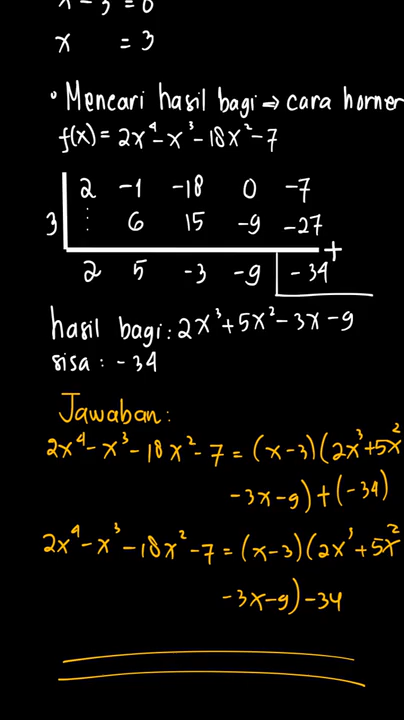 x - 3 = 0
x = 3
• Mencari hasil bagi ⇒ cara horner
f(x) = 2x⁴ - x³ - 18x² - 7
2 -1 -18 0 -7
3 ⋮ 6 15 -9 -27 +
2 5 -3 -9 -34
hasil bagi: 2x³ + 5x² - 3x - 9
sisa : - 34
Jawaban:
2x⁴ - x³ - 18x² - 7 = (x-3)(2x³ + 5x²
- 3x - 9) + (-34)
2x⁴ - x³ - 18x² - 7 = (x-3)(2x³ + 5x²
- 3x - 9) - 34